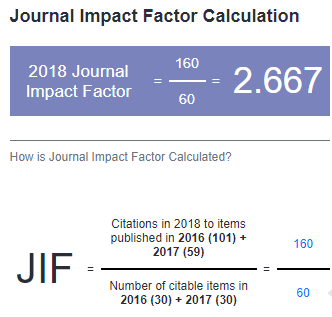 Journal Impact Factor Calculation
2018 Journal
Impact Factor
=
160
60
=
2.667
How is Journal Impact Factor Calculated?
JIF
=
Citations in 2018 to items
published in 2016 (101) +
2017 (59)
Number of citable items in
2016 (30) + 2017 (30)
=
160
60